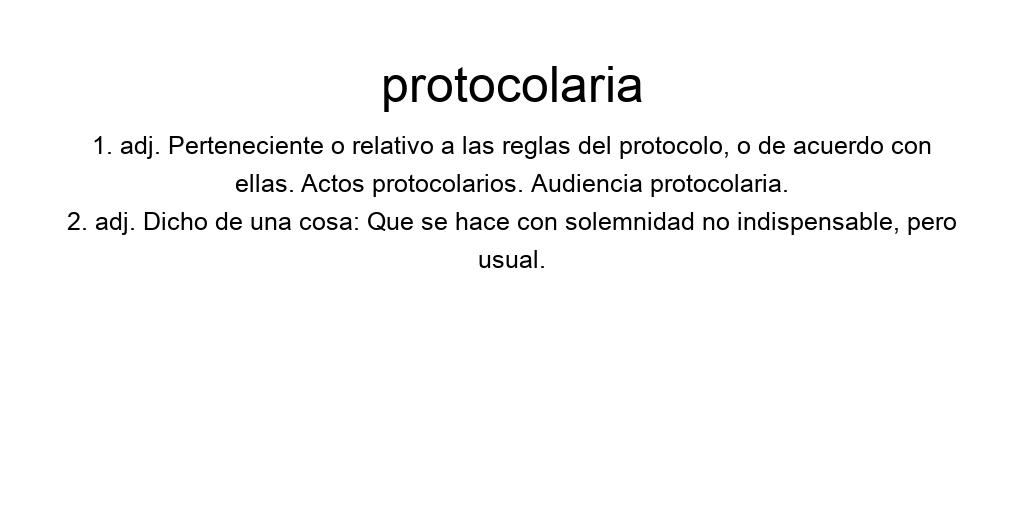 protocolaria
1. adj. Perteneciente o relativo a las reglas del protocolo, o de acuerdo con
ellas. Actos protocolarios. Audiencia protocolaria.
2. adj. Dicho de una cosa: Que se hace con solemnidad no indispensable, pero
usual.